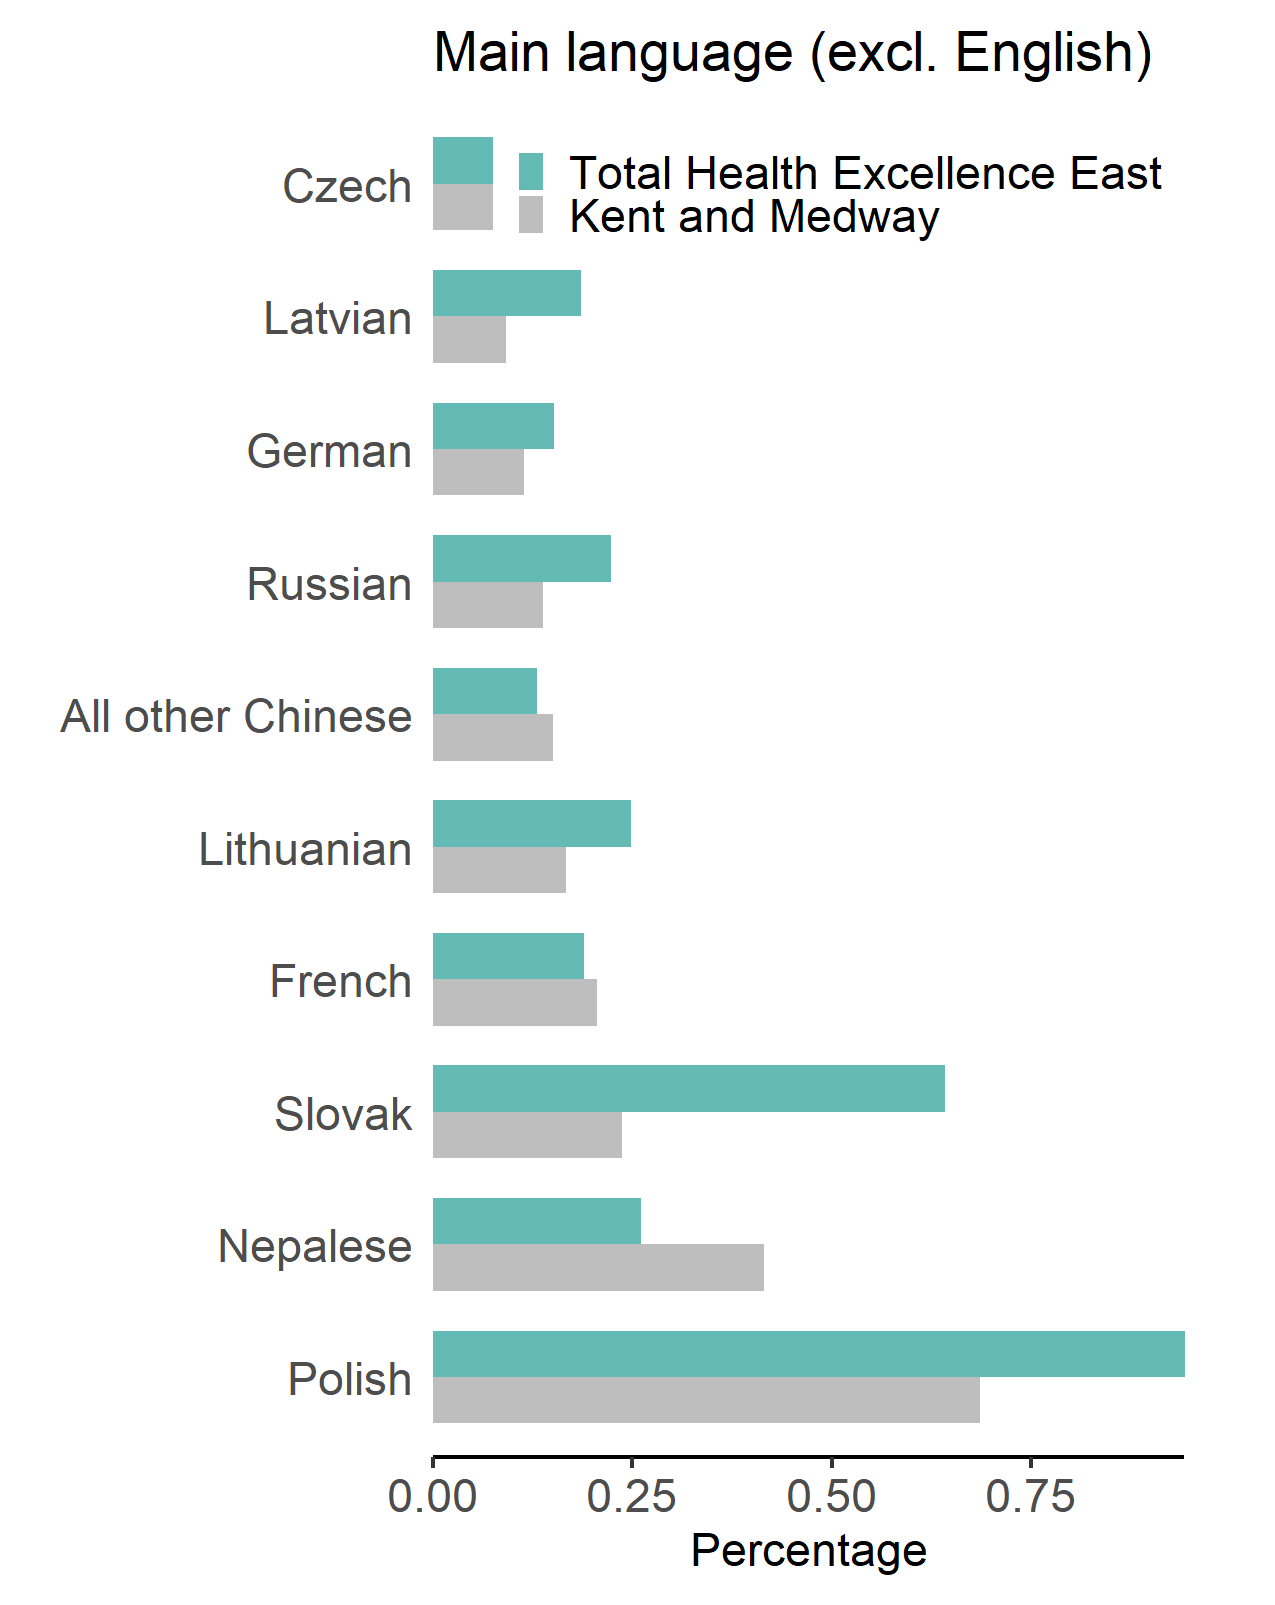 Main language (excl. English)
Total Health Excellence East
Kent and Medway
Czech
Latvian
German
Russian
All other Chinese
Lithuanian
French
Slovak
Nepalese
Polish
0.00 0.25 0.50 0.75
Percentage